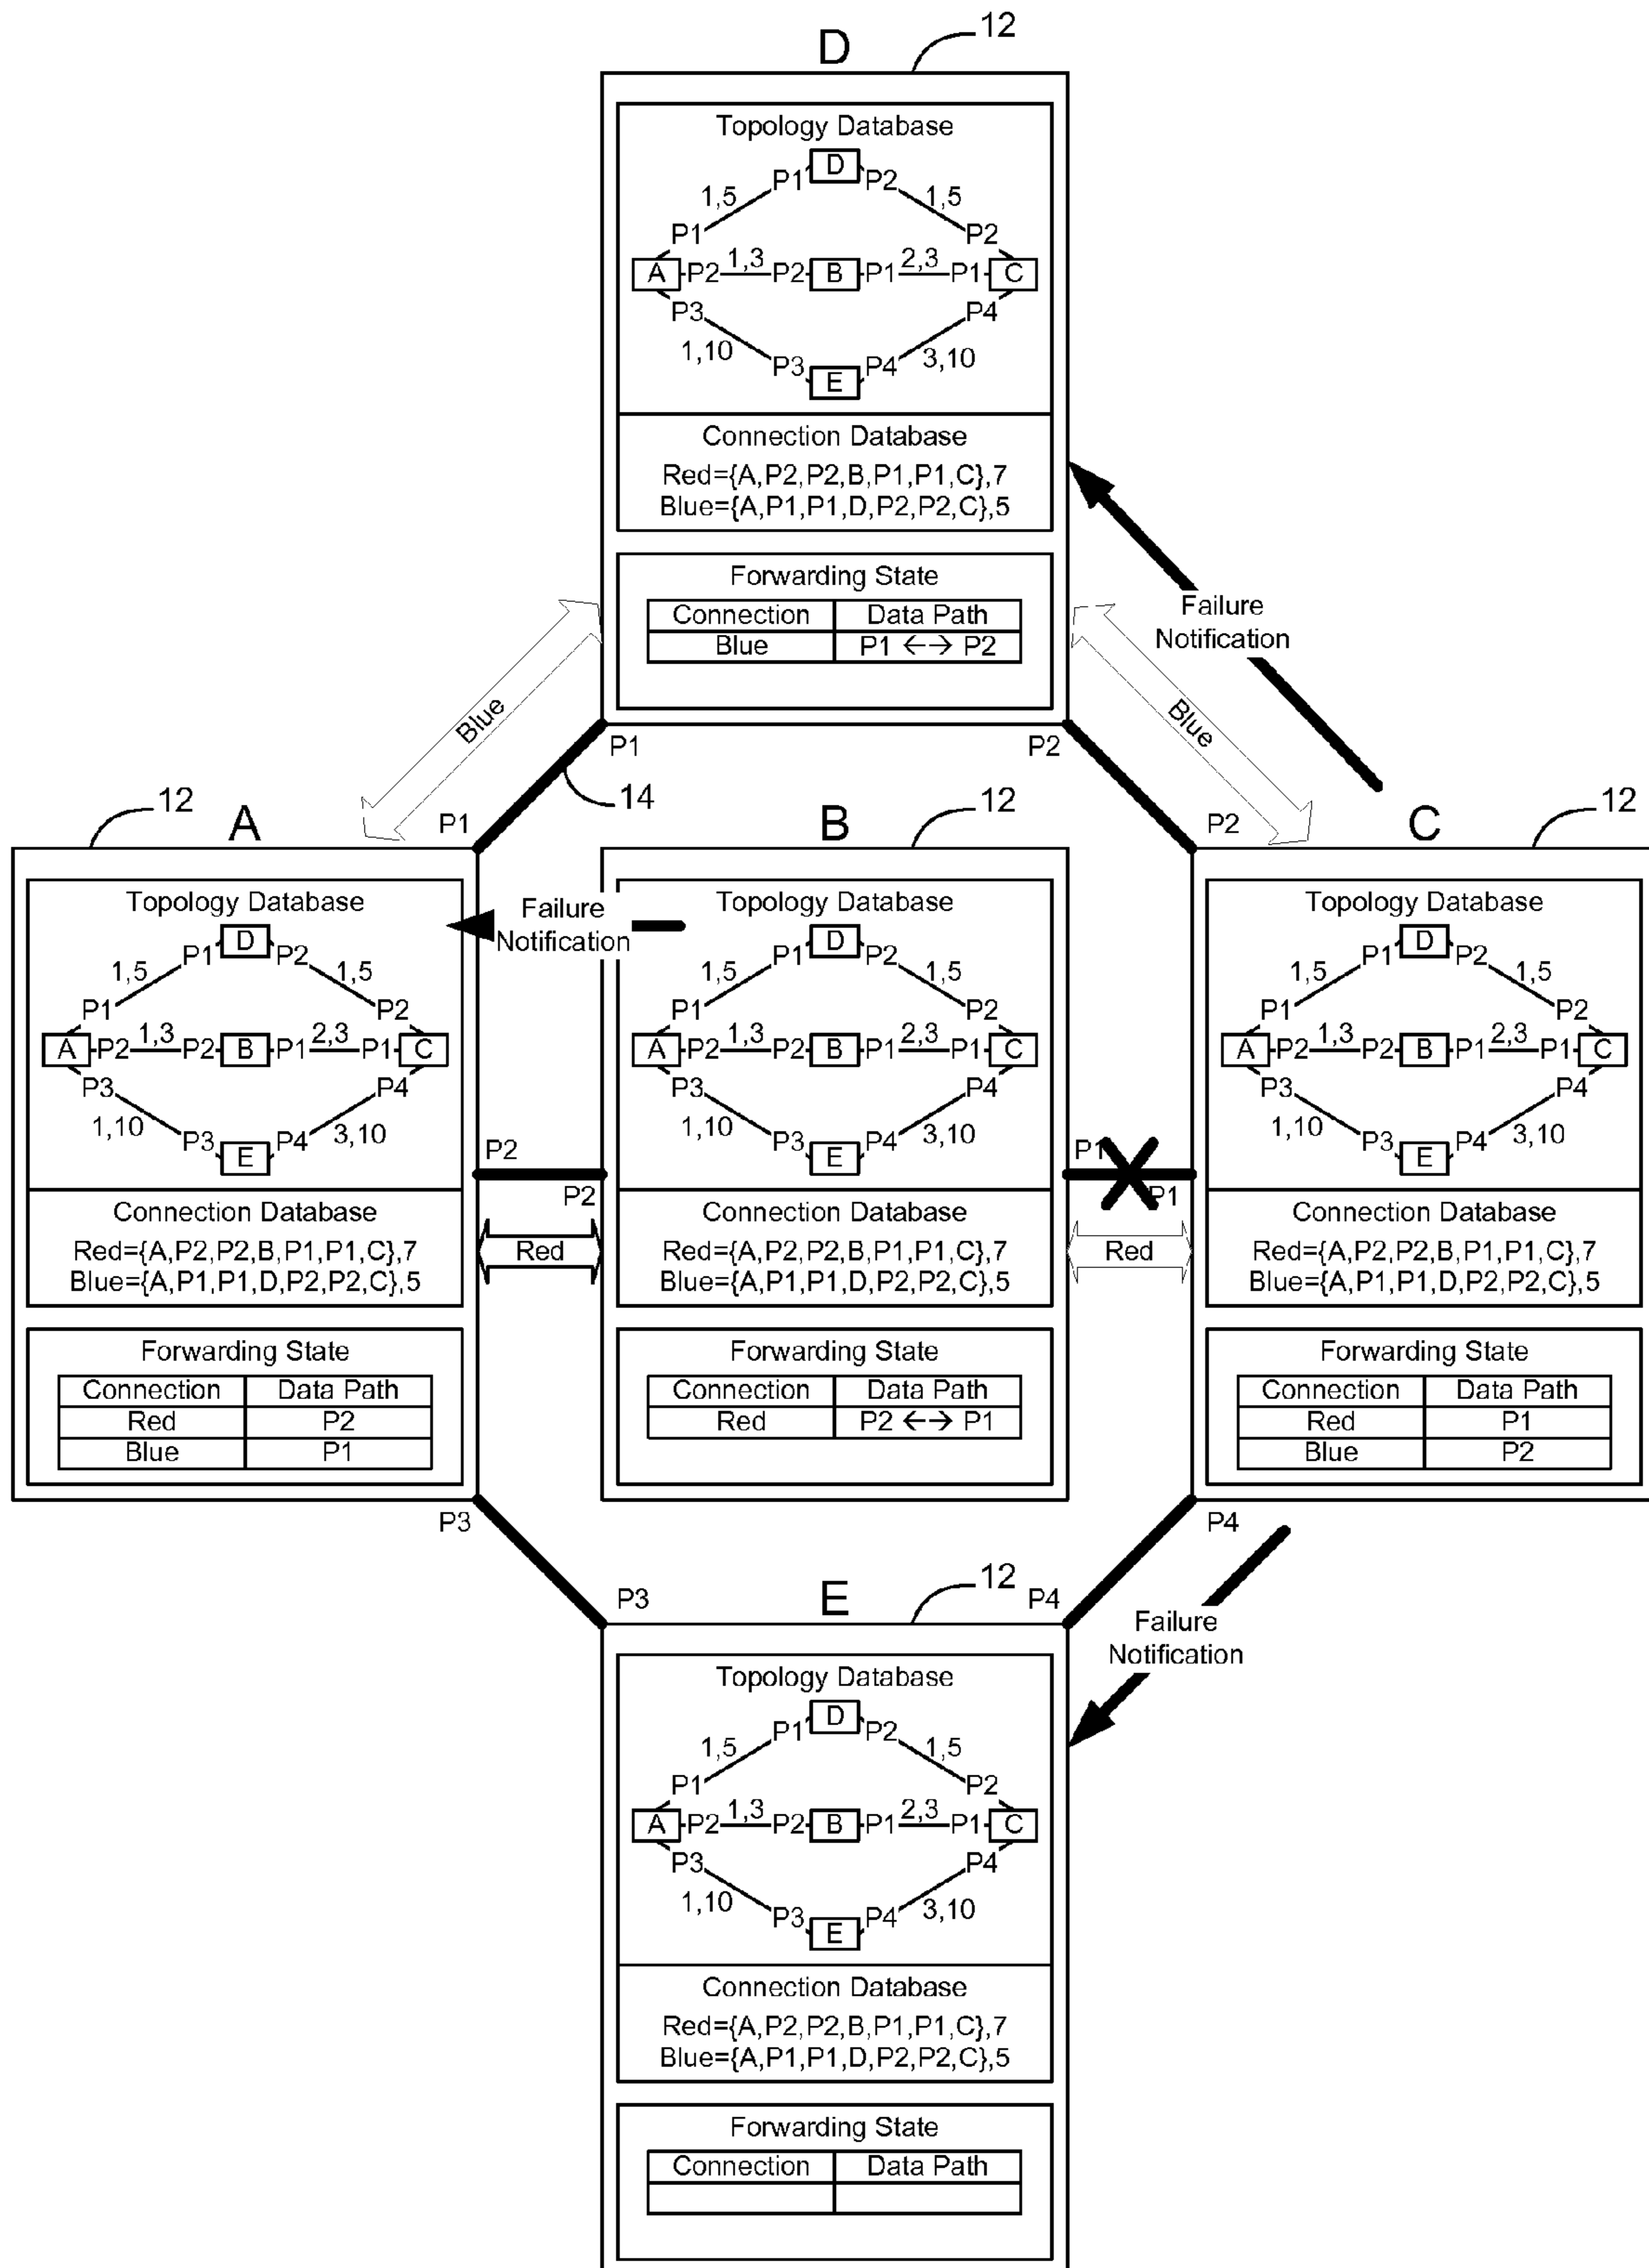 D
12
Topology Database
D
P1 P2
1,5 1,5
P1 P2
A P2 1,3 P2 B P1 2,3 P1 C
P3 P4
1,10 P3 P4 3,10
E
Connection Database
Red={A,P2,P2,B,P1,P1,C},7
Blue={A,P1,P1,D,P2,P2,C},5
Forwarding State
Connection Data Path
Blue P1 ←→ P2
Failure
Notification
Blue
Blue
P1 P2
14
12
A
P1
B
12
P2
C
12
Topology Database
D
P1 P2
1,5 1,5
P1 P2
A P2 1,3 P2 B P1 2,3 P1 C
P3 P4
1,10 P3 P4 3,10
E
Connection Database
Red={A,P2,P2,B,P1,P1,C},7
Blue={A,P1,P1,D,P2,P2,C},5
Forwarding State
Connection Data Path
Red P2
Blue P1
Failure
Notification
P2
P2
Red
Topology Database
D
P1 P2
1,5 1,5
P1 P2
A P2 1,3 P2 B P1 2,3 P1 C
P3 P4
1,10 P3 P4 3,10
E
Connection Database
Red={A,P2,P2,B,P1,P1,C},7
Blue={A,P1,P1,D,P2,P2,C},5
Forwarding State
Connection Data Path
Red P2 ←→ P1
P1
P1
Red
Topology Database
D
P1 P2
1,5 1,5
P1 P2
A P2 1,3 P2 B P1 2,3 P1 C
P3 P4
1,10 P3 P4 3,10
E
Connection Database
Red={A,P2,P2,B,P1,P1,C},7
Blue={A,P1,P1,D,P2,P2,C},5
Forwarding State
Connection Data Path
Red P1
Blue P2
P3
P4
P3
E
12
P4
Failure
Notification
Topology Database
D
P1 P2
1,5 1,5
P1 P2
A P2 1,3 P2 B P1 2,3 P1 C
P3 P4
1,10 P3 P4 3,10
E
Connection Database
Red={A,P2,P2,B,P1,P1,C},7
Blue={A,P1,P1,D,P2,P2,C},5
Forwarding State
Connection Data Path